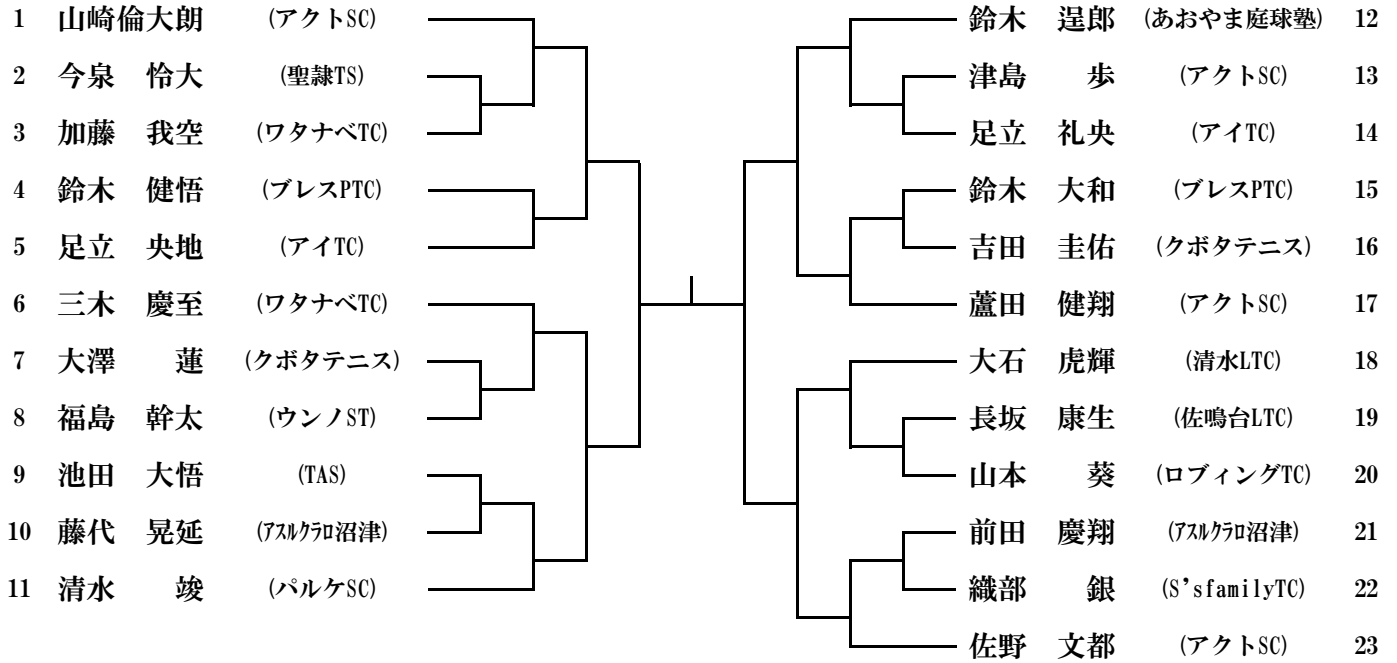 1 山崎倫大朗 (アクトSC)
2 今泉 怜大 (聖隷TS)
3 加藤 我空 (ワタナベTC)
4 鈴木 健悟 (ブレスPTC)
5 足立 央地 (アイTC)
6 三木 慶至 (ワタナベTC)
7 大澤 蓮 (クボタテニス)
8 福島 幹太 (ウンノST)
9 池田 大悟 (TAS)
10 藤代 晃延 (アスルクラロ沼津)
11 清水 竣 (パルケSC)
鈴木 逞郎 (あおやま庭球塾) 12
津島 歩 (アクトSC) 13
足立 礼央 (アイTC) 14
鈴木 大和 (ブレスPTC) 15
吉田 圭佑 (クボタテニス) 16
蘆田 健翔 (アクトSC) 17
大石 虎輝 (清水LTC) 18
長坂 康生 (佐鳴台LTC) 19
山本 葵 (ロブィングTC) 20
前田 慶翔 (アスルクラロ沼津) 21
織部 銀 (S'sfamilyTC) 22
佐野 文都 (アクトSC) 23